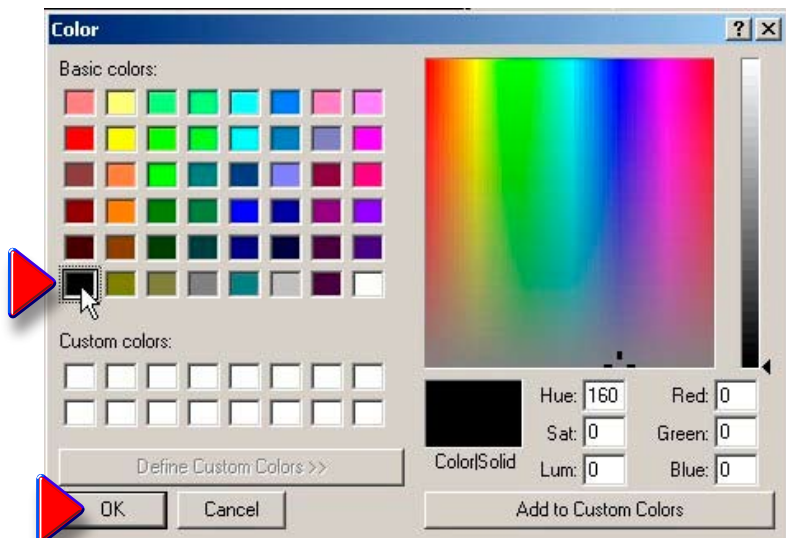 Color
Basic colors:
Custom colors:
Define Custom Colors >>
OK Cancel
Color|Solid
Hue: 160 Red: 0
Sat: 0 Green: 0
Lum: 0 Blue: 0
Add to Custom Colors